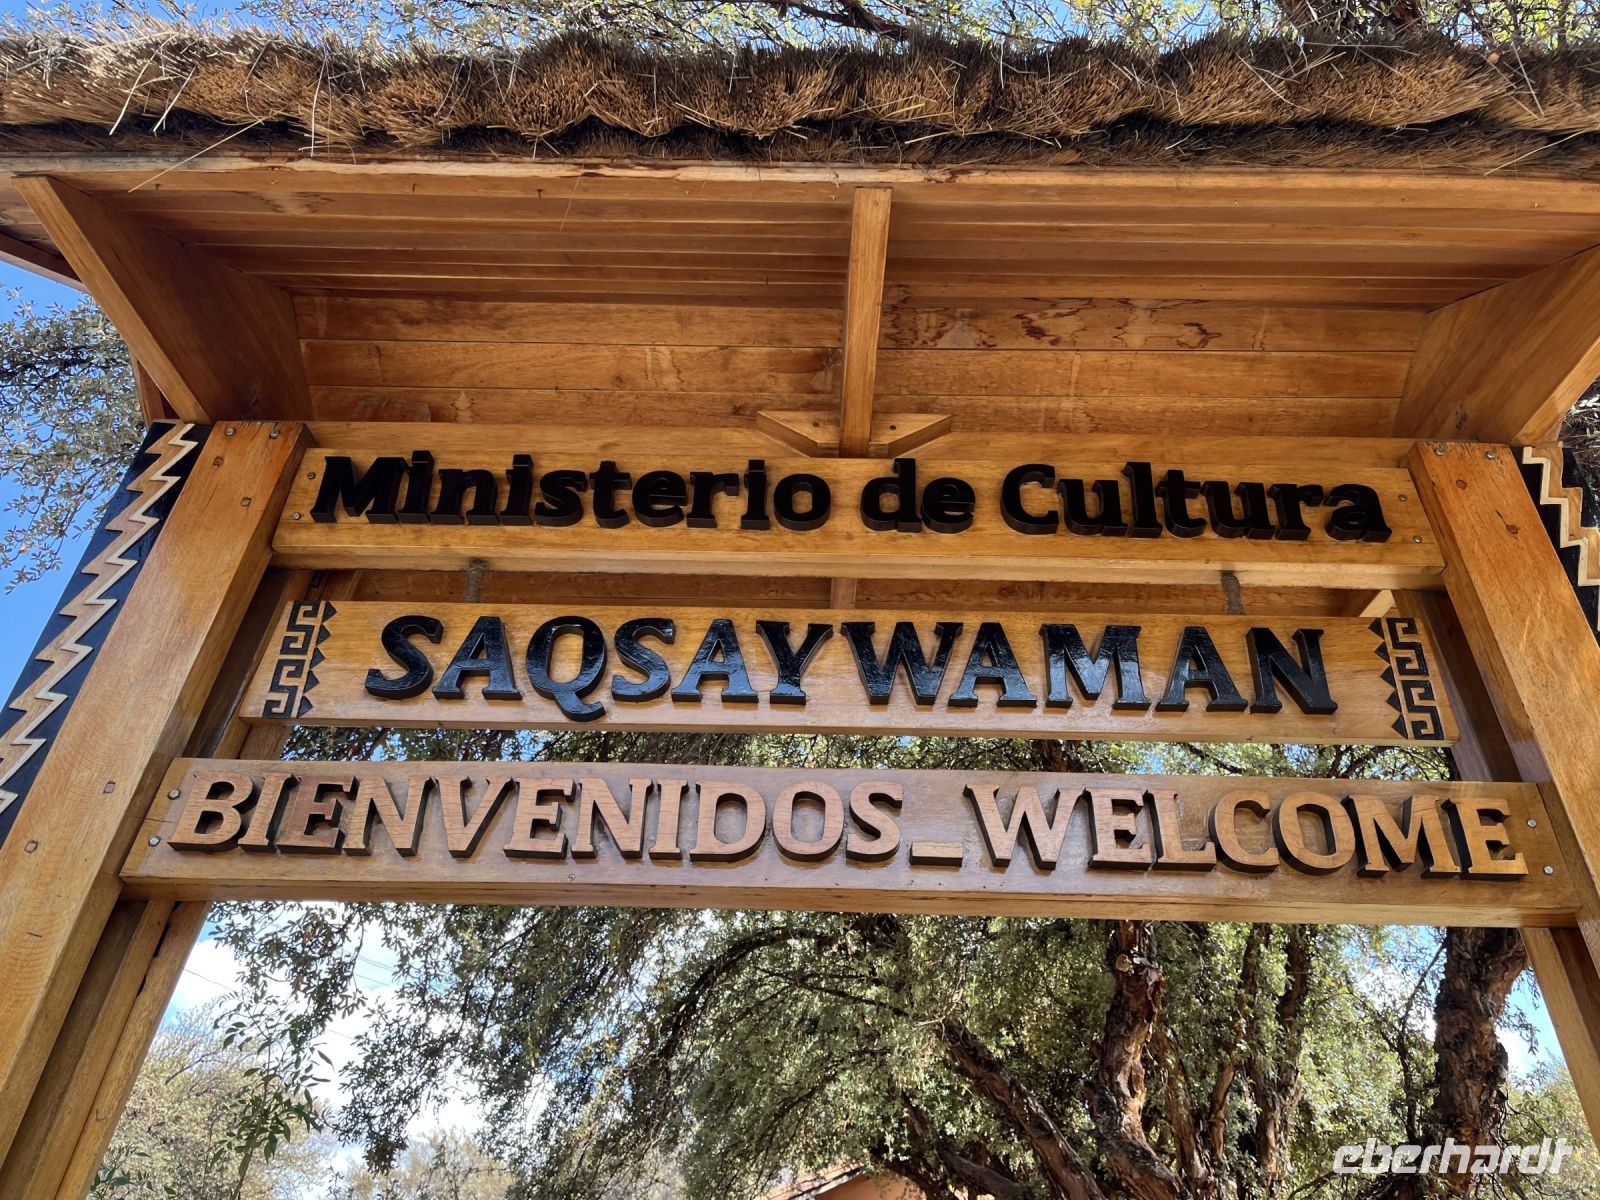 Ministerio de Cultura
SAQSAYWAMAN
BIENVENIDOS_WELCOME
eberhardt